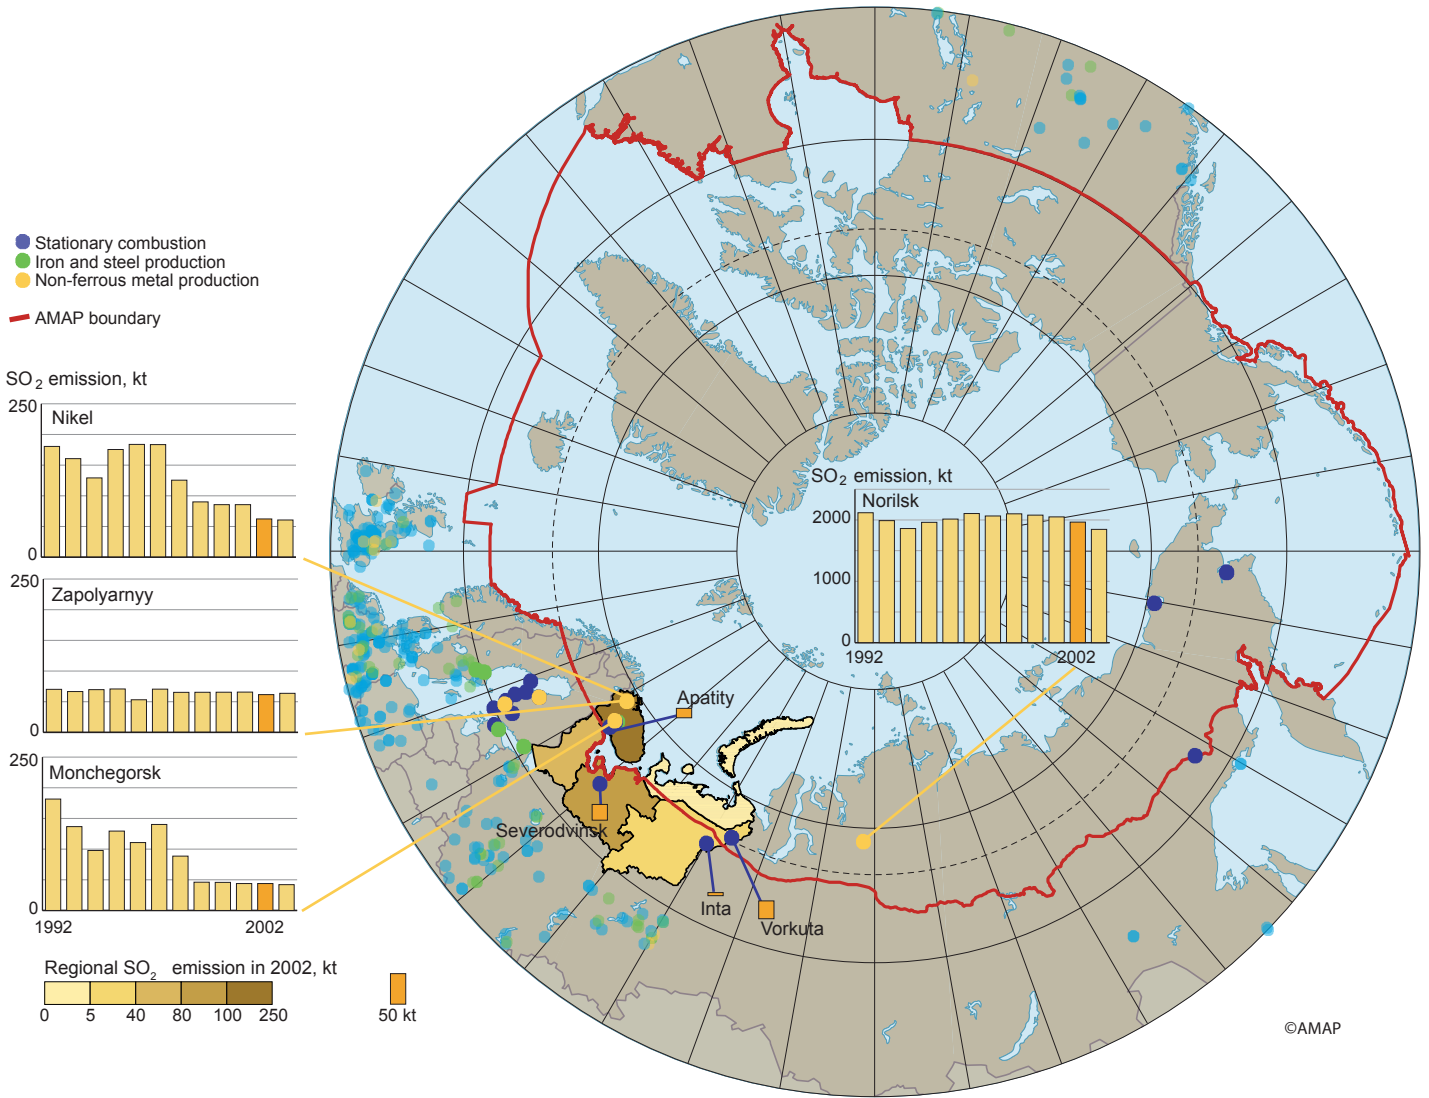 Stationary combustion
Iron and steel production
Non-ferrous metal production
AMAP boundary
SO2 emission, kt
250
Nikel
0
250
Zapolyarnyy
0
250
Monchegorsk
0
1992
2002
SO2 emission, kt
Norilsk
2000
1000
0
1992
2002
Apatity
Severodvinsk
Inta
Vorkuta
Regional SO2 emission in 2002, kt
0 5 40 80 100 250
50 kt
©AMAP